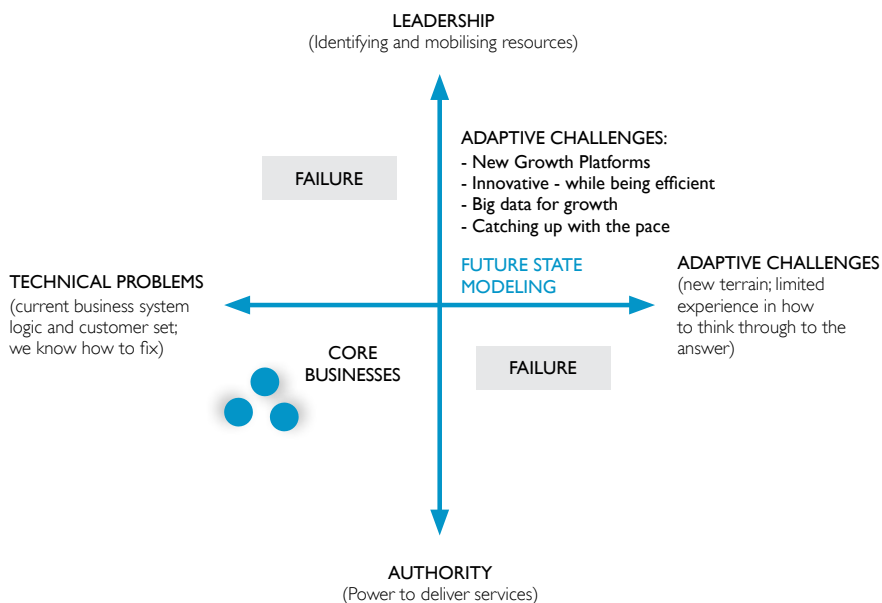 LEADERSHIP
(Identifying and mobilising resources)
ADAPTIVE CHALLENGES:
- New Growth Platforms
- Innovative - while being efficient
- Big data for growth
- Catching up with the pace
FAILURE
TECHNICAL PROBLEMS
(current business system
logic and customer set;
we know how to fix)
FUTURE STATE
MODELING
ADAPTIVE CHALLENGES
(new terrain; limited
experience in how
to think through to the
answer)
CORE
BUSINESSES
FAILURE
AUTHORITY
(Power to deliver services)